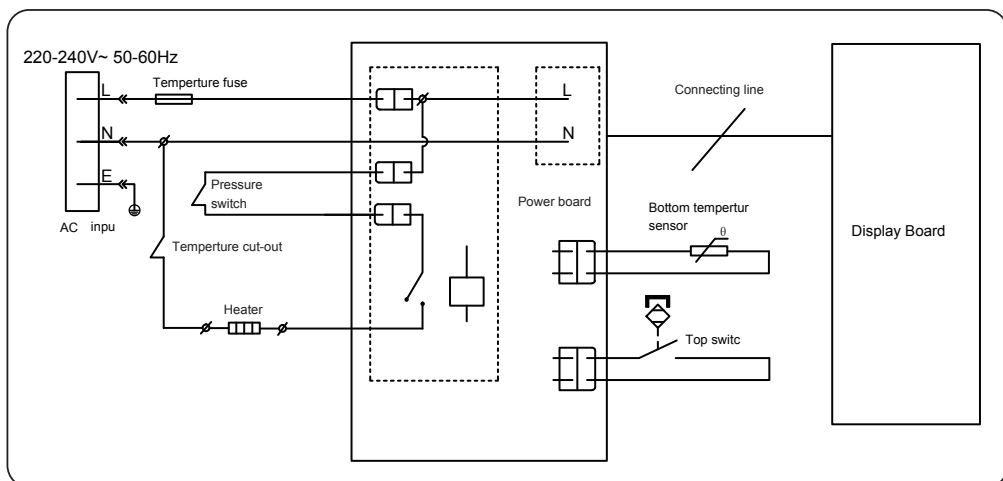 220-240V~ 50-60Hz
L
Temperture fuse
N
E
AC inpu
Pressure
switch
Temperture cut-out
Heater
L
N
Power board
Connecting line
Bottom tempertur
sensor
θ
Top switc
Display Board